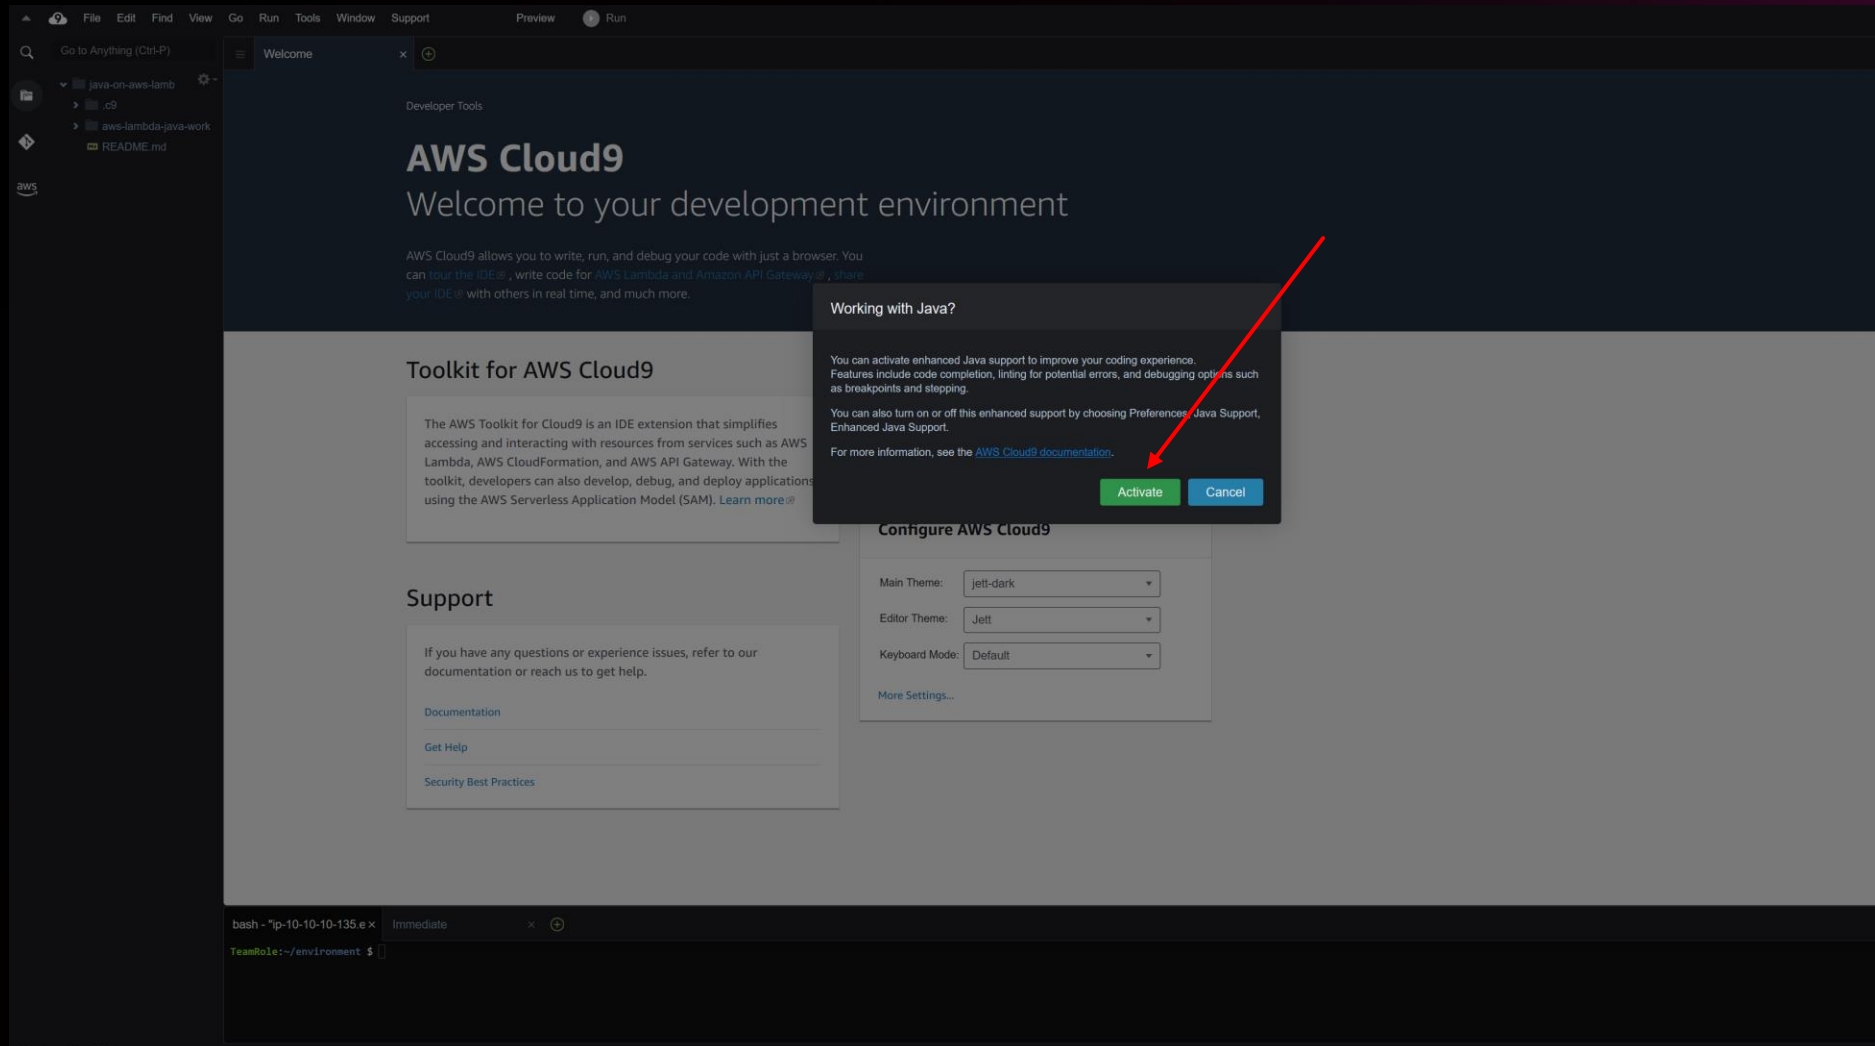 File Edit Find View Go Run Tools Window Support Preview Run
Go to Anything (Ctrl-P)
Welcome
java-on-aws-lamb
.c9
aws-lambda-java-work
README.md
aws
Developer Tools
AWS Cloud9
Welcome to your development environment
AWS Cloud9 allows you to write, run, and debug your code with just a browser. You
can tour the IDE , write code for AWS Lambda and Amazon API Gateway , share
your IDE with others in real time, and much more.
Working with Java?
You can activate enhanced Java support to improve your coding experience.
Features include code completion, linting for potential errors, and debugging options such
as breakpoints and stepping.
You can also turn on or off this enhanced support by choosing Preferences, Java Support,
Enhanced Java Support.
For more information, see the AWS Cloud9 documentation.
Activate Cancel
Toolkit for AWS Cloud9
The AWS Toolkit for Cloud9 is an IDE extension that simplifies
accessing and interacting with resources from services such as AWS
Lambda, AWS CloudFormation, and AWS API Gateway. With the
toolkit, developers can also develop, debug, and deploy applications
using the AWS Serverless Application Model (SAM). Learn more
Support
If you have any questions or experience issues, refer to our
documentation or reach us to get help.
Documentation
Get Help
Security Best Practices
Configure AWS Cloud9
Main Theme: jett-dark
Editor Theme: Jett
Keyboard Mode: Default
More Settings...
bash - "ip-10-10-10-135.e × Immediate ×
TeamRole:~/environment $